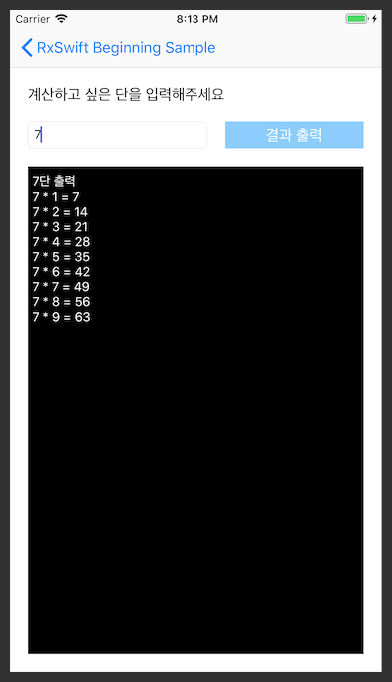 Carrier 8:13 PM
RxSwift Beginning Sample
계산하고 싶은 단을 입력해주세요
7 결과 출력
7단 출력
7 * 1 = 7
7 * 2 = 14
7 * 3 = 21
7 * 4 = 28
7 * 5 = 35
7 * 6 = 42
7 * 7 = 49
7 * 8 = 56
7 * 9 = 63